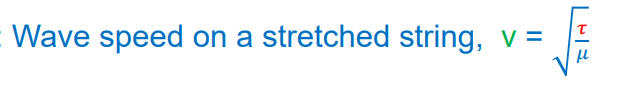 : Wave speed on a stretched string, v = √(τ/μ)